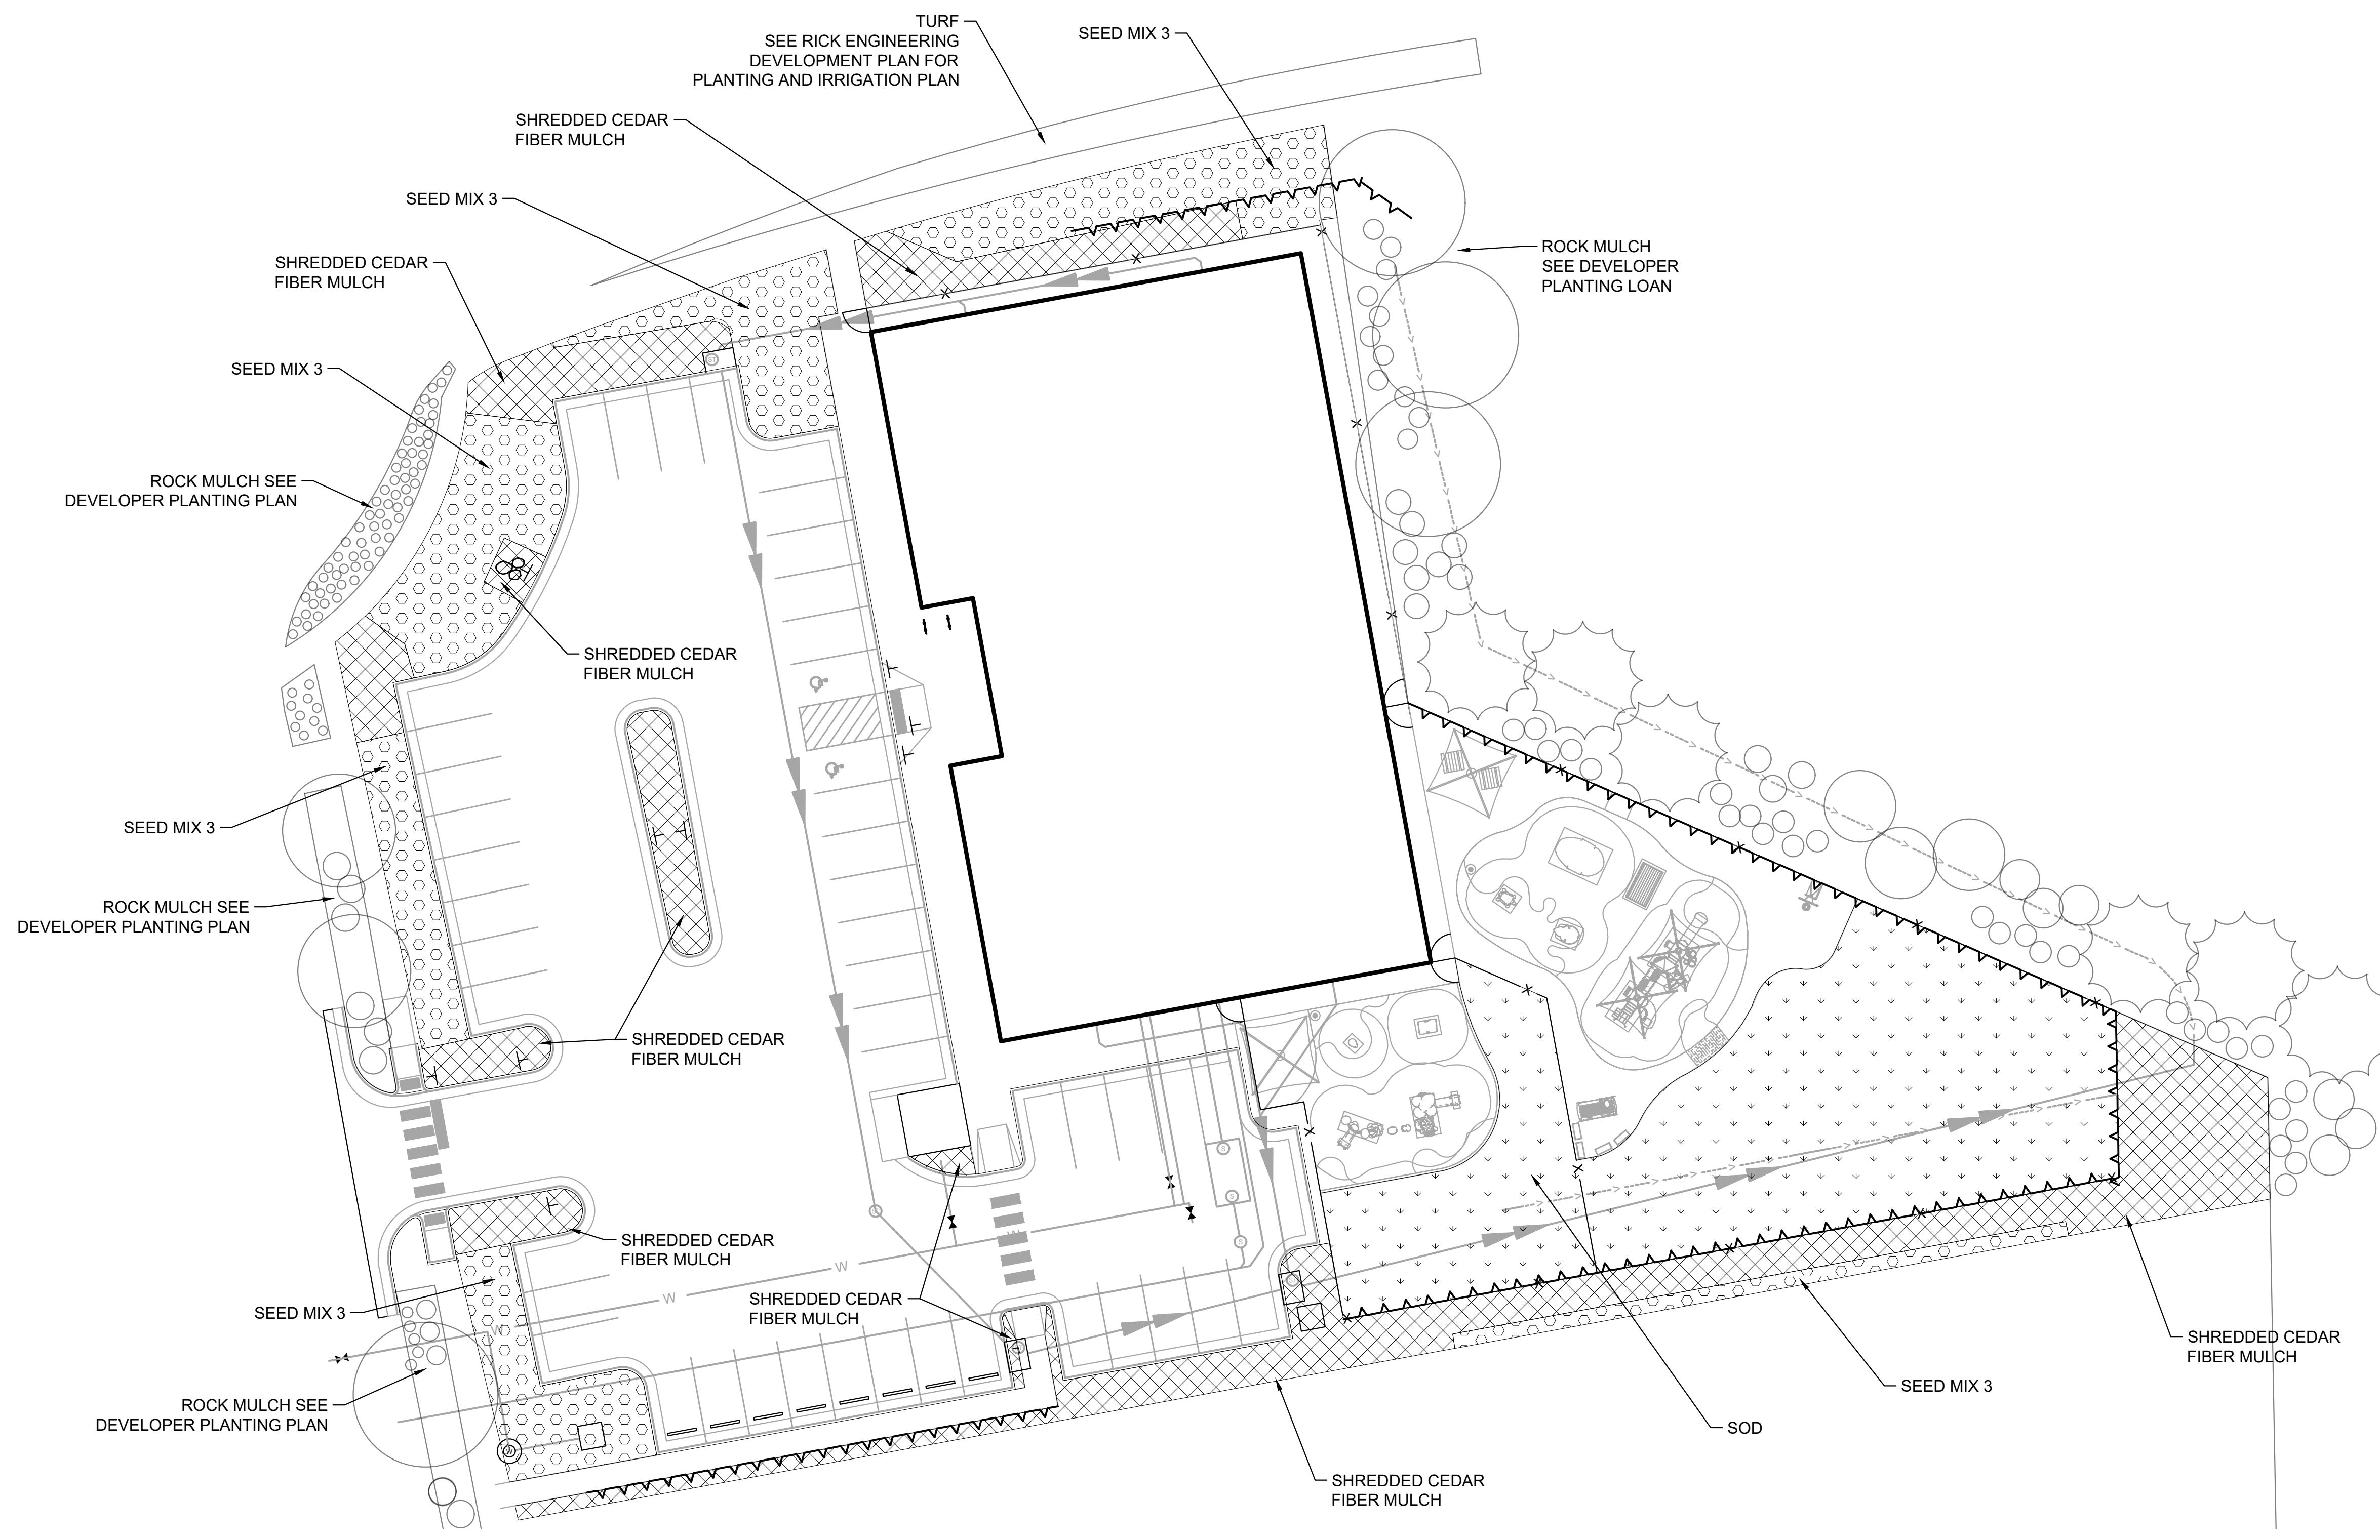 TURF
SEE RICK ENGINEERING
DEVELOPMENT PLAN FOR
PLANTING AND IRRIGATION PLAN
SEED MIX 3
SHREDDED CEDAR
FIBER MULCH
SEED MIX 3
SHREDDED CEDAR
FIBER MULCH
ROCK MULCH
SEE DEVELOPER
PLANTING LOAN
SEED MIX 3
ROCK MULCH SEE
DEVELOPER PLANTING PLAN
SHREDDED CEDAR
FIBER MULCH
SEED MIX 3
ROCK MULCH SEE
DEVELOPER PLANTING PLAN
SHREDDED CEDAR
FIBER MULCH
SHREDDED CEDAR
FIBER MULCH
W
W
W
W
W
S
S
S
SEED MIX 3
SHREDDED CEDAR
FIBER MULCH
SHREDDED CEDAR
FIBER MULCH
SEED MIX 3
ROCK MULCH SEE
DEVELOPER PLANTING PLAN
SOD
SHREDDED CEDAR
FIBER MULCH